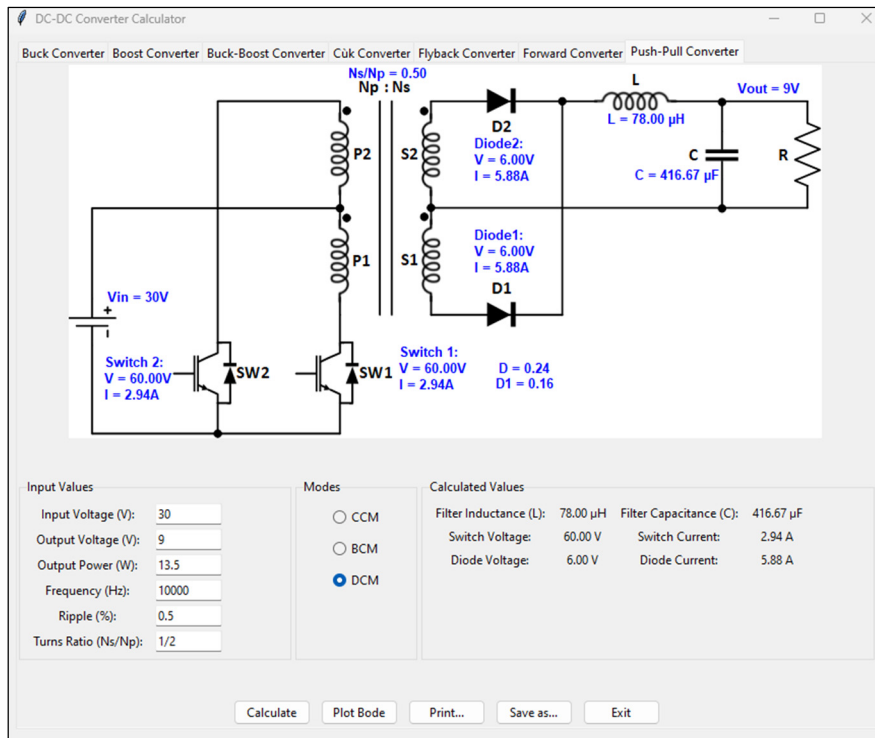 DC-DC Converter Calculator
Buck Converter Boost Converter Buck-Boost Converter Cùk Converter Flyback Converter Forward Converter Push-Pull Converter
Ns/Np = 0.50
Np : Ns
L
Vout = 9V
L = 78.00 µH
P2
S2
D2
Diode2:
V = 6.00V
I = 5.88A
C
C = 416.67 µF
R
P1
S1
Diode1:
V = 6.00V
I = 5.88A
D1
Vin = 30V
+
-
Switch 2:
V = 60.00V
I = 2.94A
SW2
SW1
Switch 1:
V = 60.00V
I = 2.94A
D = 0.24
D1 = 0.16
Input Values
Input Voltage (V): 30
Output Voltage (V): 9
Output Power (W): 13.5
Frequency (Hz): 10000
Ripple (%): 0.5
Turns Ratio (Ns/Np): 1/2
Modes
CCM
BCM
DCM
Calculated Values
Filter Inductance (L): 78.00 µH Filter Capacitance (C): 416.67 µF
Switch Voltage: 60.00 V Switch Current: 2.94 A
Diode Voltage: 6.00 V Diode Current: 5.88 A
Calculate Plot Bode Print... Save as... Exit